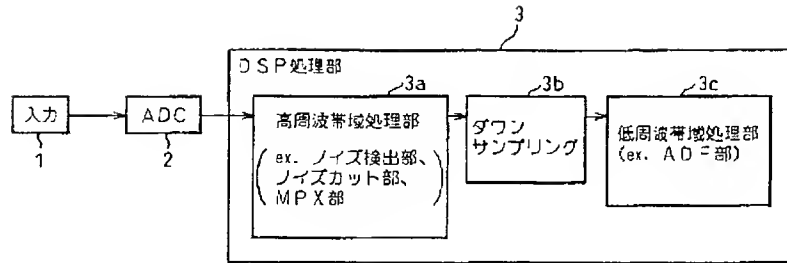 3
DSP処理部
3a
3b
3c
入力
1
ADC
2
高周波帯域処理部
ex. ノイズ検出部、
ノイズカット部、
MPX部
ダウン
サンプリング
低周波帯域処理部
(ex. ADF部)